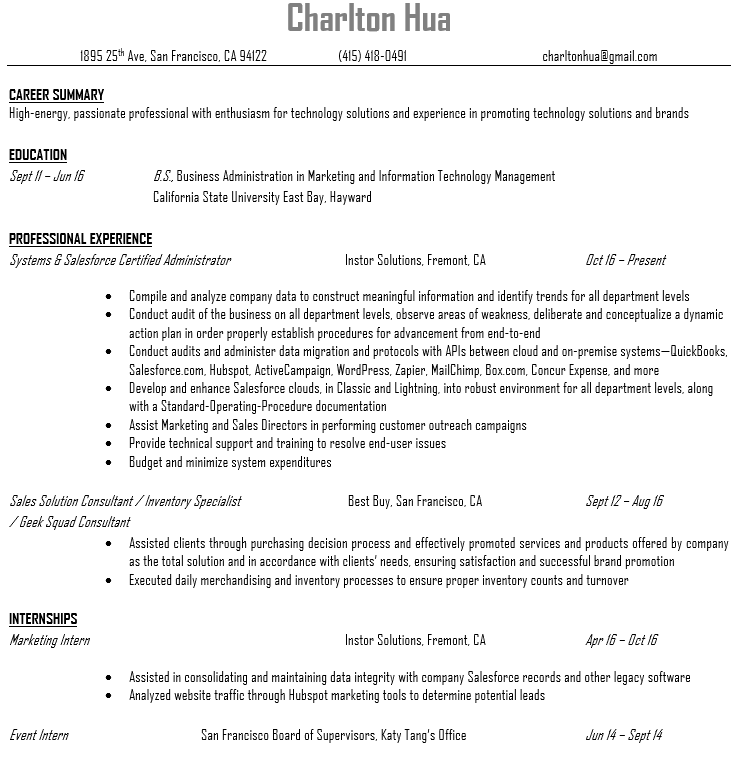 Charlton Hua
1895 25th Ave, San Francisco, CA 94122 (415) 418-0491 charltonhua@gmail.com
CAREER SUMMARY
High-energy, passionate professional with enthusiasm for technology solutions and experience in promoting technology solutions and brands
EDUCATION
Sept 11 – Jun 16 B.S., Business Administration in Marketing and Information Technology Management
California State University East Bay, Hayward
PROFESSIONAL EXPERIENCE
Systems & Salesforce Certified Administrator Instor Solutions, Fremont, CA Oct 16 – Present
• Compile and analyze company data to construct meaningful information and identify trends for all department levels
• Conduct audit of the business on all department levels, observe areas of weakness, deliberate and conceptualize a dynamic
action plan in order properly establish procedures for advancement from end-to-end
• Conduct audits and administer data migration and protocols with APIs between cloud and on-premise systems—QuickBooks,
Salesforce.com, Hubspot, ActiveCampaign, WordPress, Zapier, MailChimp, Box.com, Concur Expense, and more
• Develop and enhance Salesforce clouds, in Classic and Lightning, into robust environment for all department levels, along
with a Standard-Operating-Procedure documentation
• Assist Marketing and Sales Directors in performing customer outreach campaigns
• Provide technical support and training to resolve end-user issues
• Budget and minimize system expenditures
Sales Solution Consultant / Inventory Specialist Best Buy, San Francisco, CA Sept 12 – Aug 16
/ Geek Squad Consultant
• Assisted clients through purchasing decision process and effectively promoted services and products offered by company
as the total solution and in accordance with clients' needs, ensuring satisfaction and successful brand promotion
• Executed daily merchandising and inventory processes to ensure proper inventory counts and turnover
INTERNSHIPS
Marketing Intern Instor Solutions, Fremont, CA Apr 16 – Oct 16
• Assisted in consolidating and maintaining data integrity with company Salesforce records and other legacy software
• Analyzed website traffic through Hubspot marketing tools to determine potential leads
Event Intern San Francisco Board of Supervisors, Katy Tang's Office Jun 14 – Sept 14